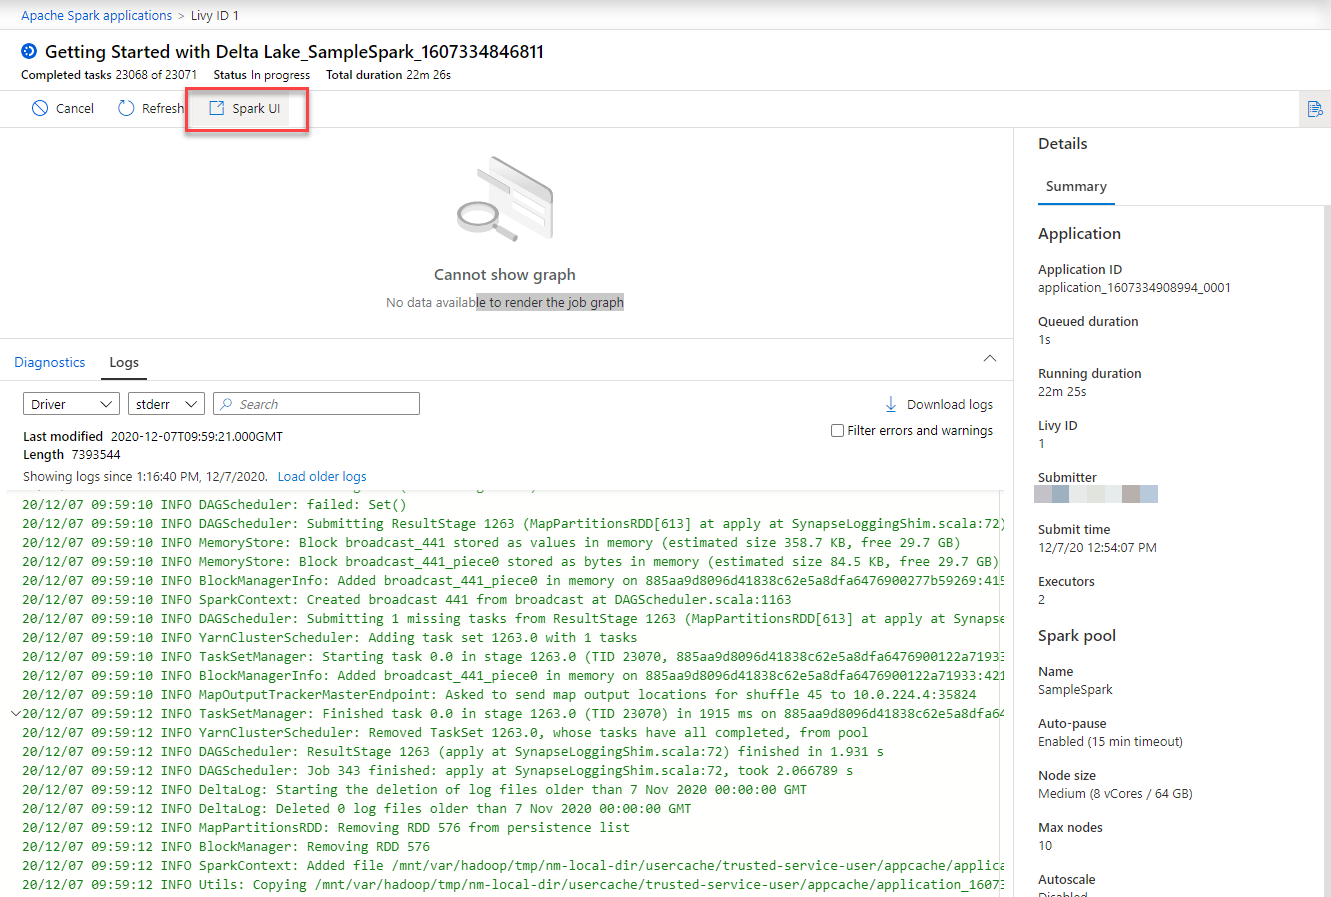 Apache Spark applications > Livy ID 1
Getting Started with Delta Lake_SampleSpark_1607334846811
Completed tasks 23068 of 23071 Status In progress Total duration 22m 26s
Cancel Refresh Spark UI
Cannot show graph
No data available to render the job graph
Diagnostics Logs
Driver stderr Search Download logs
Filter errors and warnings
Last modified 2020-12-07T09:59:21.000GMT
Length 7393544
Showing logs since 1:16:40 PM, 12/7/2020. Load older logs
20/12/07 09:59:10 INFO DAGScheduler: failed: Set()
20/12/07 09:59:10 INFO DAGScheduler: Submitting ResultStage 1263 (MapPartitionsRDD[613] at apply at SynapseLoggingShim.scala:72)
20/12/07 09:59:10 INFO MemoryStore: Block broadcast_441 stored as values in memory (estimated size 358.7 KB, free 29.7 GB)
20/12/07 09:59:10 INFO MemoryStore: Block broadcast_441_piece0 stored as bytes in memory (estimated size 84.5 KB, free 29.7 GB)
20/12/07 09:59:10 INFO BlockManagerInfo: Added broadcast_441_piece0 in memory on 885aa9d8096d41838c62e5a8dfa6476900277b59269:415
20/12/07 09:59:10 INFO SparkContext: Created broadcast 441 from broadcast at DAGScheduler.scala:1163
20/12/07 09:59:10 INFO DAGScheduler: Submitting 1 missing tasks from ResultStage 1263 (MapPartitionsRDD[613] at apply at Synapse
20/12/07 09:59:10 INFO YarnClusterScheduler: Adding task set 1263.0 with 1 tasks
20/12/07 09:59:10 INFO TaskSetManager: Starting task 0.0 in stage 1263.0 (TID 23070, 885aa9d8096d41838c62e5a8dfa6476900122a71933
20/12/07 09:59:10 INFO BlockManagerInfo: Added broadcast_441_piece0 in memory on 885aa9d8096d41838c62e5a8dfa6476900122a71933:421
20/12/07 09:59:10 INFO MapOutputTrackerMasterEndpoint: Asked to send map output locations for shuffle 45 to 10.0.224.4:35824
20/12/07 09:59:12 INFO TaskSetManager: Finished task 0.0 in stage 1263.0 (TID 23070) in 1915 ms on 885aa9d8096d41838c62e5a8dfa64
20/12/07 09:59:12 INFO YarnClusterScheduler: Removed TaskSet 1263.0, whose tasks have all completed, from pool
20/12/07 09:59:12 INFO DAGScheduler: ResultStage 1263 (apply at SynapseLoggingShim.scala:72) finished in 1.931 s
20/12/07 09:59:12 INFO DAGScheduler: Job 343 finished: apply at SynapseLoggingShim.scala:72, took 2.066789 s
20/12/07 09:59:12 INFO DeltaLog: Starting the deletion of log files older than 7 Nov 2020 00:00:00 GMT
20/12/07 09:59:12 INFO DeltaLog: Deleted 0 log files older than 7 Nov 2020 00:00:00 GMT
20/12/07 09:59:12 INFO MapPartitionsRDD: Removing RDD 576 from persistence list
20/12/07 09:59:12 INFO BlockManager: Removing RDD 576
20/12/07 09:59:12 INFO SparkContext: Added file /mnt/var/hadoop/tmp/nm-local-dir/usercache/trusted-service-user/appcache/applica
20/12/07 09:59:12 INFO Utils: Copying /mnt/var/hadoop/tmp/nm-local-dir/usercache/trusted-service-user/appcache/application_16073
Details
Summary
Application
Application ID
application_1607334908994_0001
Queued duration
1s
Running duration
22m 25s
Livy ID
1
Submitter
Submit time
12/7/20 12:54:07 PM
Executors
2
Spark pool
Name
SampleSpark
Auto-pause
Enabled (15 min timeout)
Node size
Medium (8 vCores / 64 GB)
Max nodes
10
Autoscale
Disabled